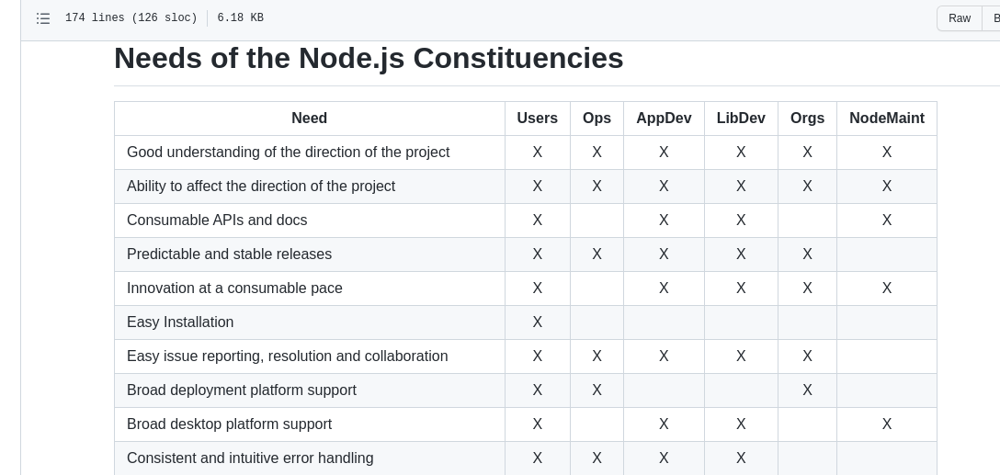 174 lines (126 sloc) 6.18 KB Raw B
Needs of the Node.js Constituencies
Need Users Ops AppDev LibDev Orgs NodeMaint
Good understanding of the direction of the project X X X X X X
Ability to affect the direction of the project X X X X X X
Consumable APIs and docs X X X X
Predictable and stable releases X X X X X
Innovation at a consumable pace X X X X X
Easy Installation X
Easy issue reporting, resolution and collaboration X X X X X
Broad deployment platform support X X X
Broad desktop platform support X X X X
Consistent and intuitive error handling X X X X